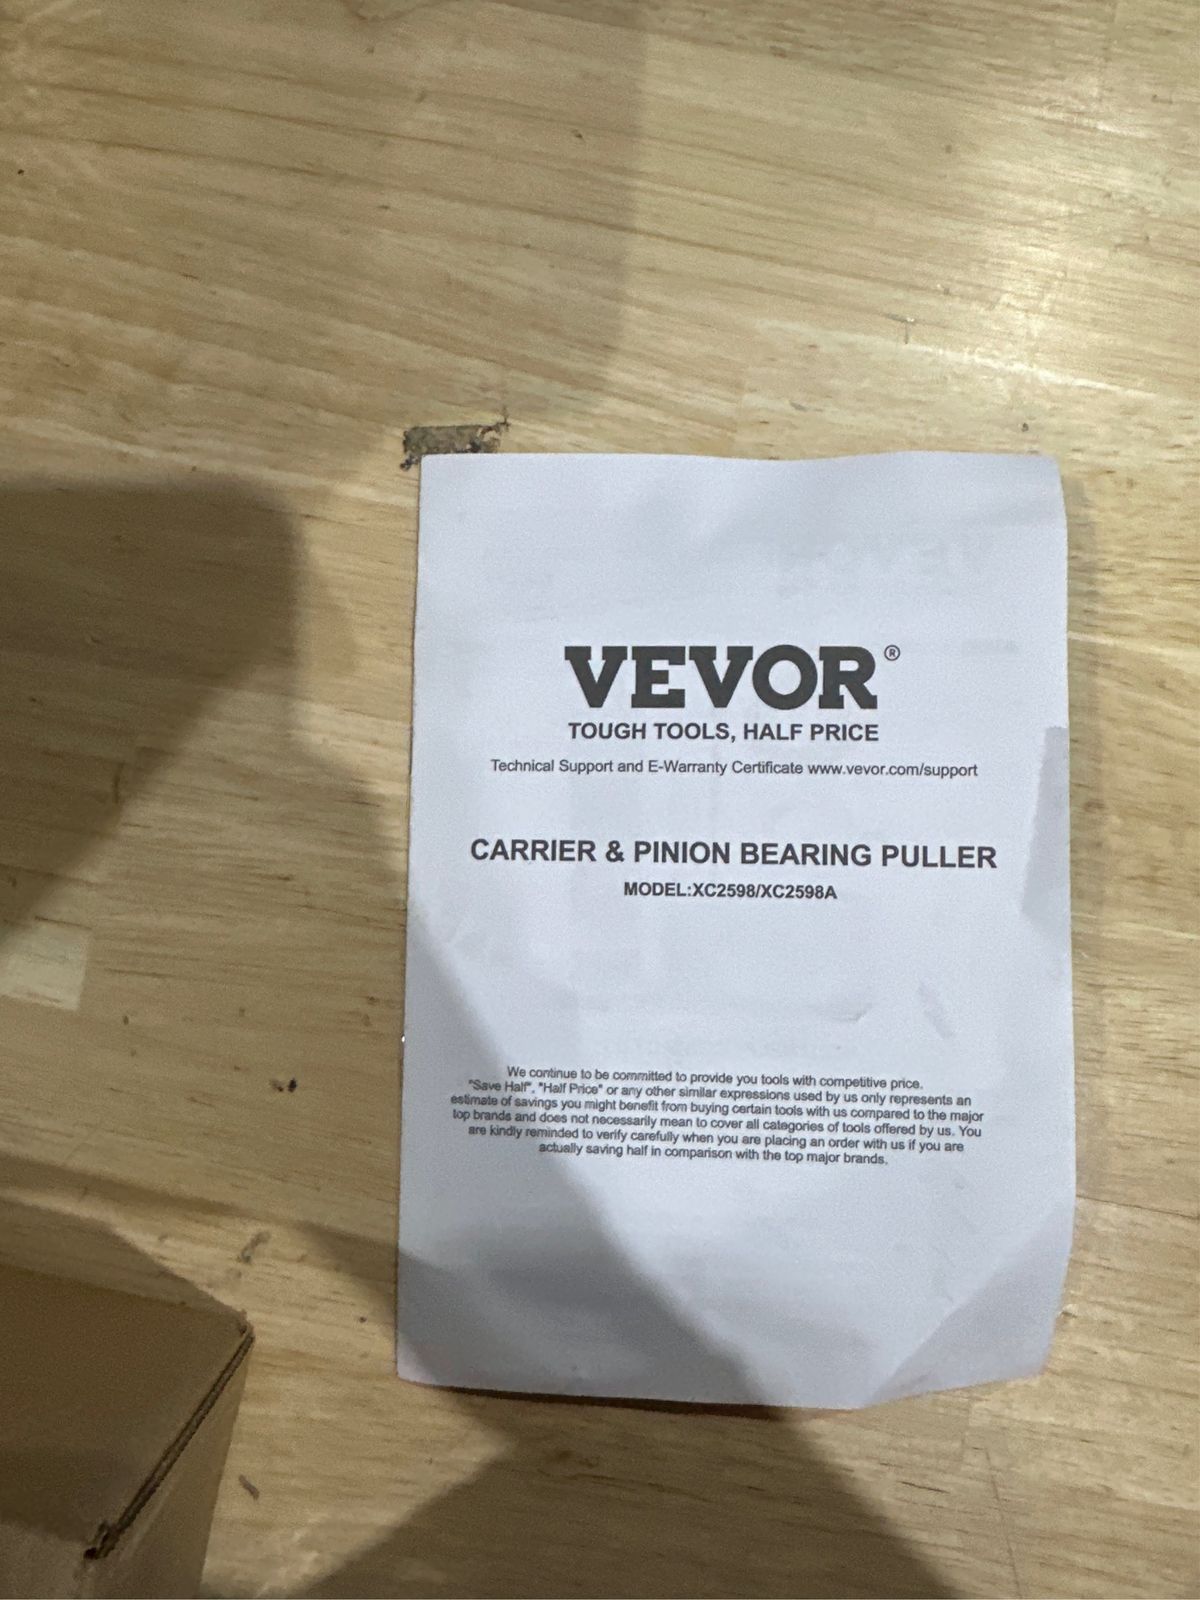 VEVOR®
TOUGH TOOLS, HALF PRICE
Technical Support and E-Warranty Certificate www.vevor.com/support
CARRIER & PINION BEARING PULLER
MODEL:XC2598/XC2598A
We continue to be committed to provide you tools with competitive price.
"Save Half", "Half Price" or any other similar expressions used by us only represents an
estimate of savings you might benefit from buying certain tools with us compared to the major
top brands and does not necessarily mean to cover all categories of tools offered by us. You
are kindly reminded to verify carefully when you are placing an order with us if you are
actually saving half in comparison with the top major brands.